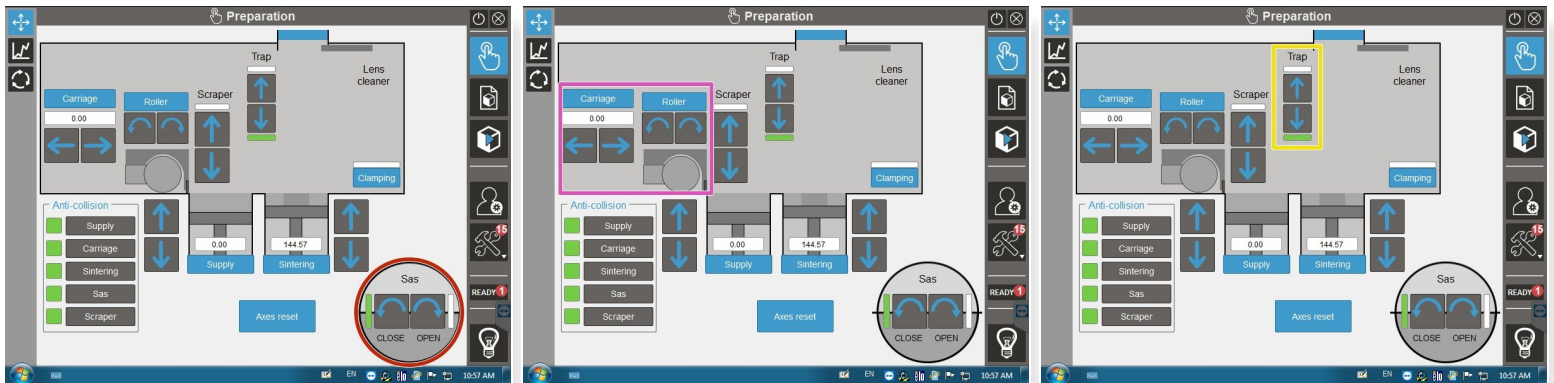 Preparation
Trap
Lens
cleaner
Carriage
Roller
Scraper
0.00
Clamping
Anti-collision
Supply
Carriage
Sintering
Sas
Scraper
0.00
144.57
Supply
Sintering
Sas
CLOSE
OPEN
Axes reset
15
READY
1
EN
10:57 AM
Preparation
Trap
Lens
cleaner
Carriage
Roller
Scraper
0.00
Clamping
Anti-collision
Supply
Carriage
Sintering
Sas
Scraper
0.00
144.57
Supply
Sintering
Sas
CLOSE
OPEN
Axes reset
15
READY
1
EN
10:57 AM
Preparation
Trap
Lens
cleaner
Carriage
Roller
Scraper
0.00
Clamping
Anti-collision
Supply
Carriage
Sintering
Sas
Scraper
0.00
144.57
Supply
Sintering
Sas
CLOSE
OPEN
Axes reset
15
READY
1
EN
10:57 AM